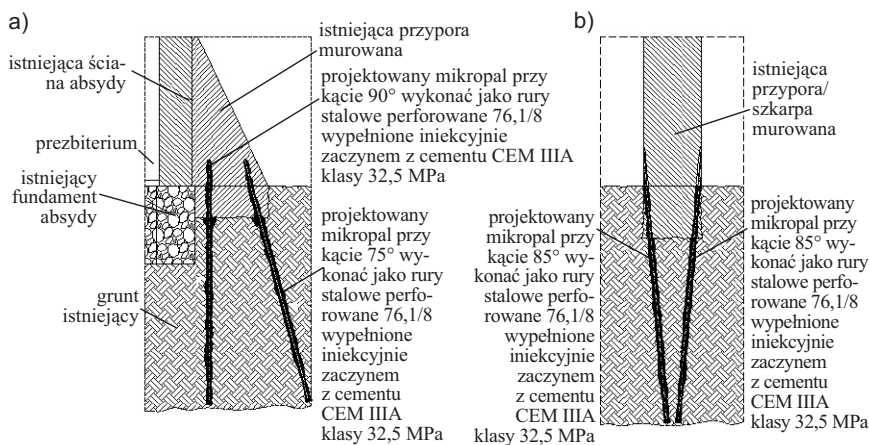 a)
istniejąca przypora
murowana
istniejąca ścia-
na absydy
projektowany mikropal przy
kącie 90° wykonać jako rury
stalowe perforowane 76,1/8
wypełnione iniekcyjnie
zaczynem z cementu CEM IIIA
klasy 32,5 MPa
prezbiterium
istniejący
fundament
absydy
projektowany
mikropal przy
kącie 75° wy-
konać jako rury
stalowe perfo-
rowane 76,1/8
wypełnione
iniekcyjnie
zaczynem
z cementu
CEM IIIA
klasy 32,5 MPa
grunt
istniejący
b)
istniejąca
przypora/
szkarpa
murowana
projektowany
mikropal przy
kącie 85° wy-
konać jako rury
stalowe perfo-
rowane 76,1/8
wypełnione
iniekcyjnie
zaczynem
z cementu
CEM IIIA
klasy 32,5 MPa
projektowany
mikropal przy
kącie 85° wy-
konać jako rury
stalowe perfo-
rowane 76,1/8
wypełnione
iniekcyjnie
zaczynem
z cementu
CEM IIIA
klasy 32,5 MPa